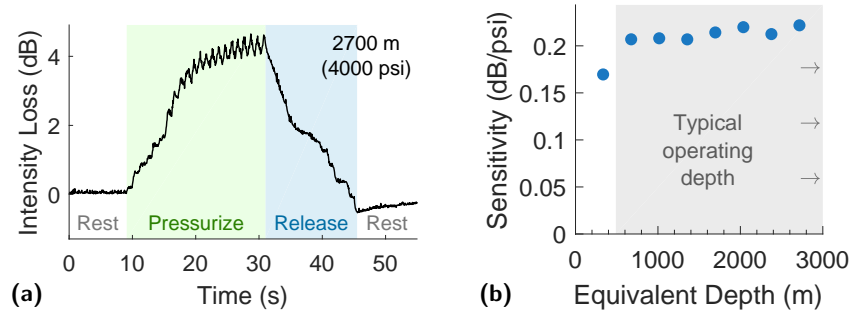 2700 m
(4000 psi)
Intensity Loss (dB)
4
2
0
Rest
Pressurize
Release
Rest
0
10
20
30
40
50
Time (s)
(a)
Sensitivity (dB/psi)
0.2
0.15
0.1
0.05
0
Typical
operating
depth
→
→
→
0
1000
2000
3000
Equivalent Depth (m)
(b)